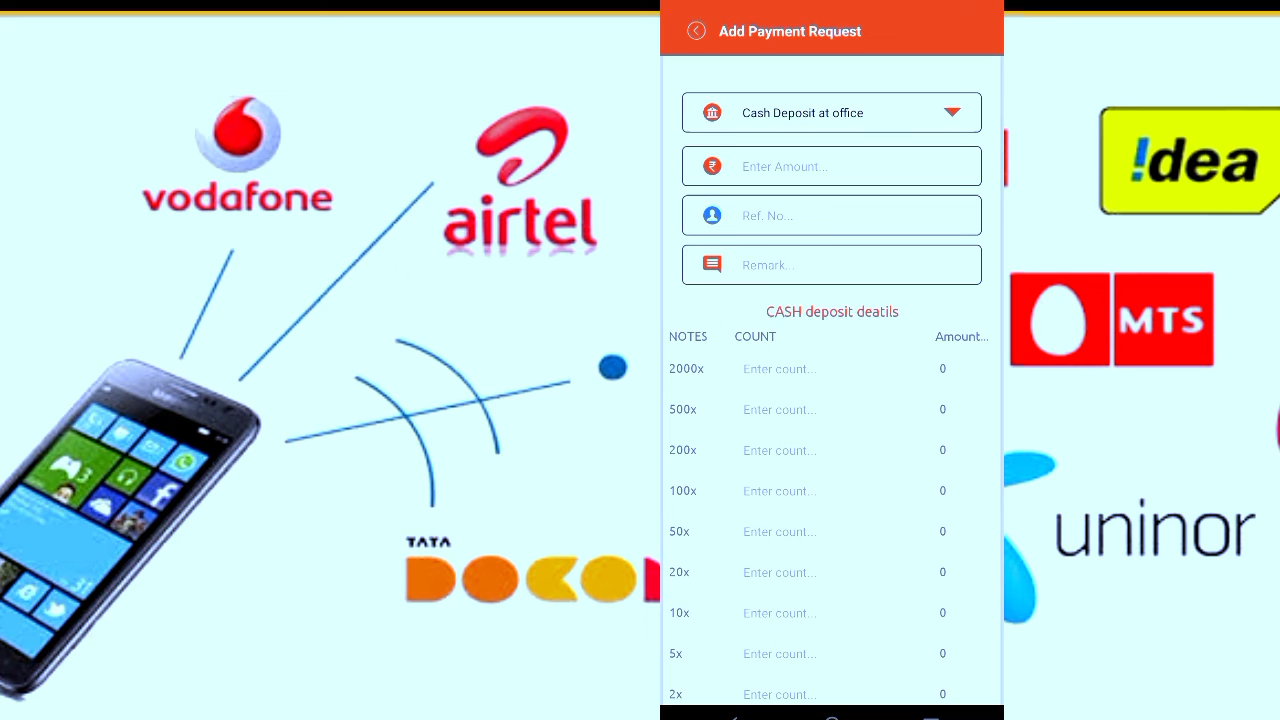 Add Payment Request
Cash Deposit at office
Enter Amount...
Ref. No...
Remark...
CASH deposit deatils
NOTES COUNT Amount...
2000x Enter count... 0
500x Enter count... 0
200x Enter count... 0
100x Enter count... 0
50x Enter count... 0
20x Enter count... 0
10x Enter count... 0
5x Enter count... 0
2x Enter count... 0
vodafone
airtel
!dea
MTS
uninor
TATA
DOCO
3
31